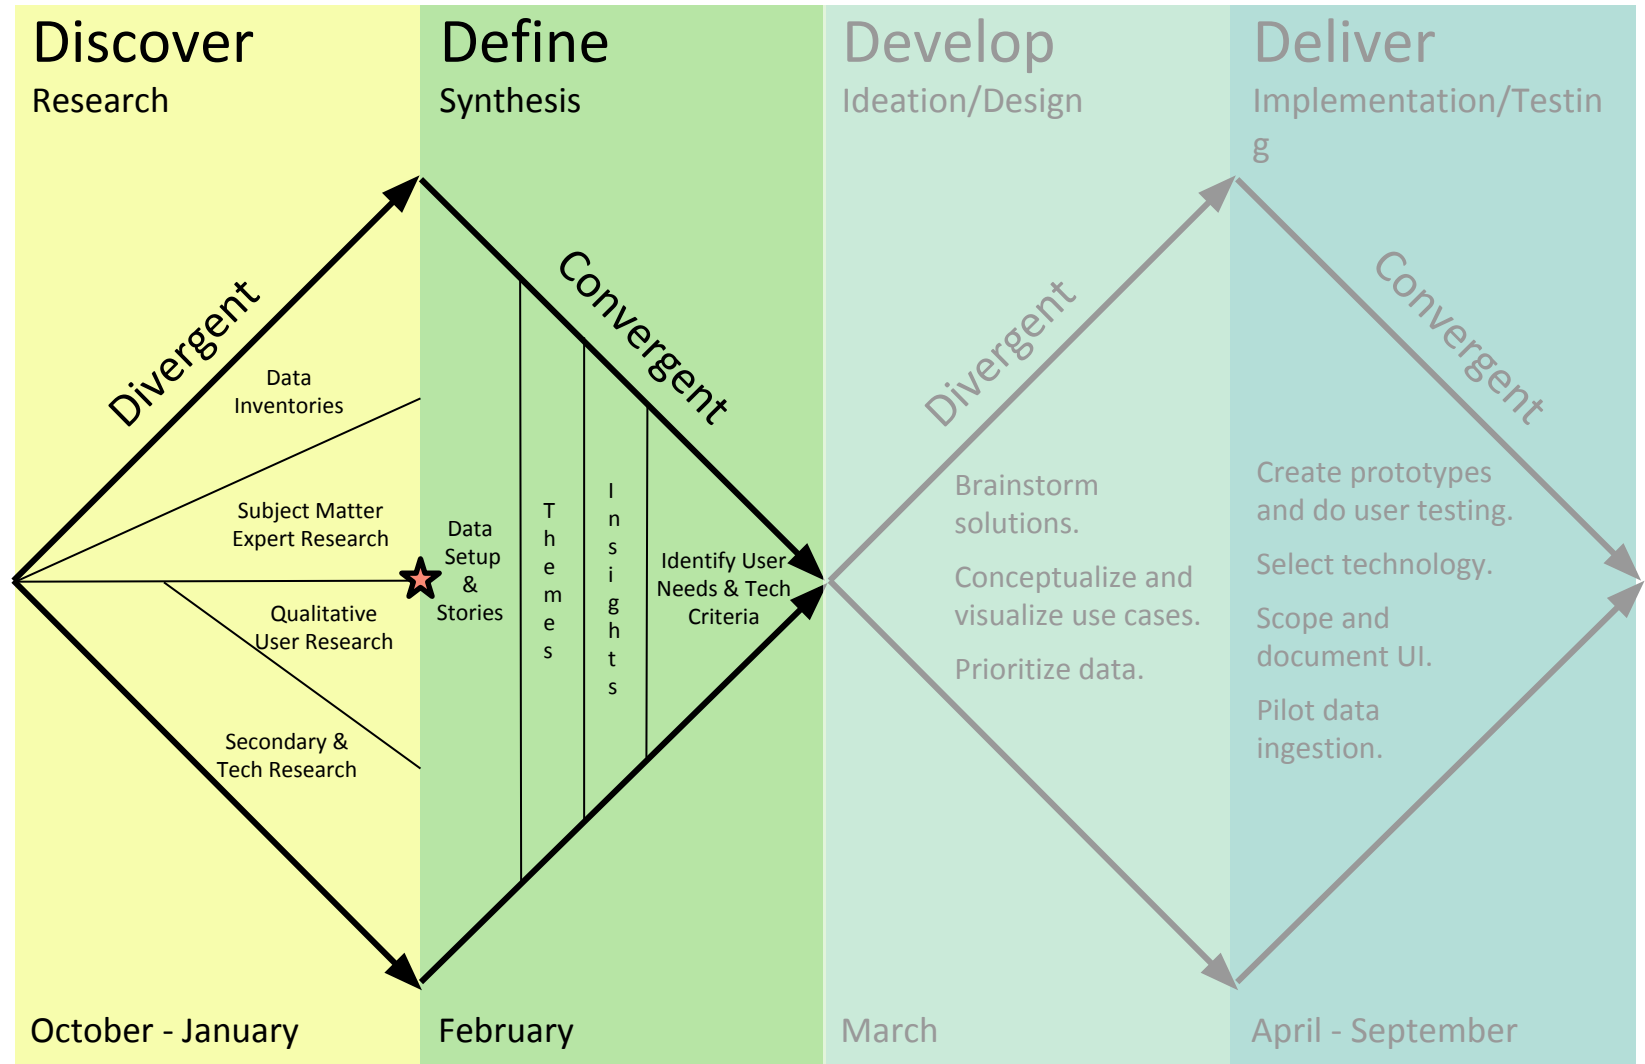 Discover
Research
Divergent
Data
Inventories
Subject Matter
Expert Research
Qualitative
User Research
Secondary &
Tech Research
October - January
Define
Synthesis
Convergent
Data
Setup
&
Stories
Themes
Insights
Identify User
Needs & Tech
Criteria
February
Develop
Ideation/Design
Divergent
Brainstorm
solutions.
Conceptualize and
visualize use cases.
Prioritize data.
March
Deliver
Implementation/Testin
g
Convergent
Create prototypes
and do user testing.
Select technology.
Scope and
document UI.
Pilot data
ingestion.
April - September